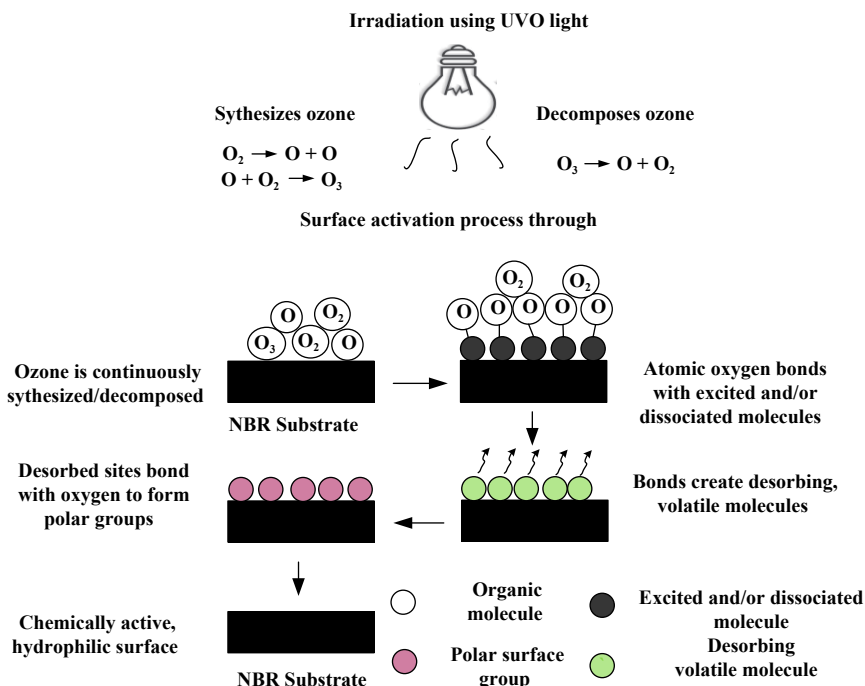 Irradiation using UVO light
Sythesizes ozone
O₂ → O + O
O + O₂ → O₃
Decomposes ozone
O₃ → O + O₂
Surface activation process through
O
O₂
O₃
O₂
O
O₂
O₂
O
O
O
O
O
Ozone is continuously
sythesized/decomposed
NBR Substrate
Atomic oxygen bonds
with excited and/or
dissociated molecules
Desorbed sites bond
with oxygen to form
polar groups
Bonds create desorbing,
volatile molecules
Chemically active,
hydrophilic surface
NBR Substrate
Organic
molecule
Excited and/or dissociated
molecule
Polar surface
group
Desorbing
volatile molecule